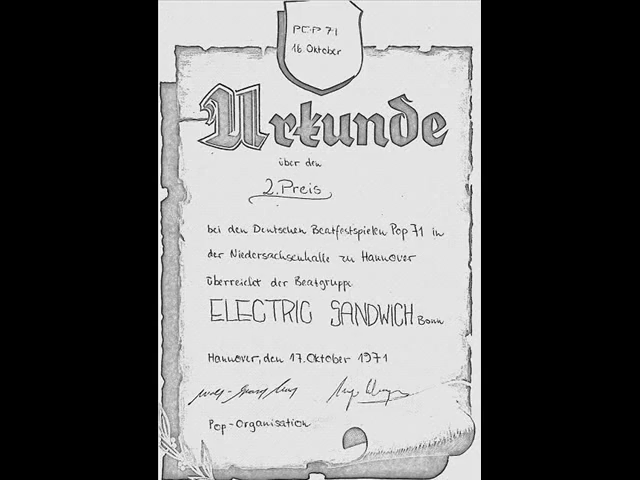 POP 71
16. Oktober
Urkunde
über den
2. Preis
bei den Deutschen Beatfestspielen Pop 71 in
der Niedersachsenhalle zu Hannover
überreicht der Beatgruppe
ELECTRIC SANDWICH Bonn
Hannover, den 17. Oktober 1971
Pop-Organisation